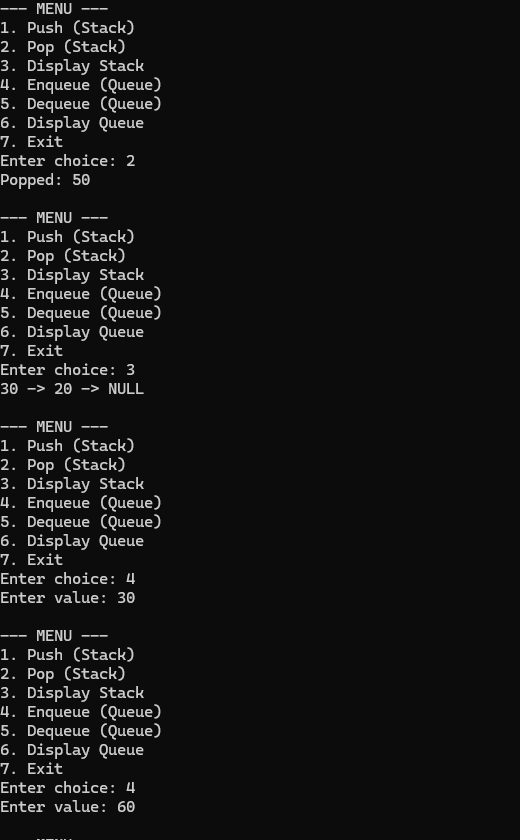 --- MENU ---
1. Push (Stack)
2. Pop (Stack)
3. Display Stack
4. Enqueue (Queue)
5. Dequeue (Queue)
6. Display Queue
7. Exit
Enter choice: 2
Popped: 50
--- MENU ---
1. Push (Stack)
2. Pop (Stack)
3. Display Stack
4. Enqueue (Queue)
5. Dequeue (Queue)
6. Display Queue
7. Exit
Enter choice: 3
30 -> 20 -> NULL
--- MENU ---
1. Push (Stack)
2. Pop (Stack)
3. Display Stack
4. Enqueue (Queue)
5. Dequeue (Queue)
6. Display Queue
7. Exit
Enter choice: 4
Enter value: 30
--- MENU ---
1. Push (Stack)
2. Pop (Stack)
3. Display Stack
4. Enqueue (Queue)
5. Dequeue (Queue)
6. Display Queue
7. Exit
Enter choice: 4
Enter value: 60